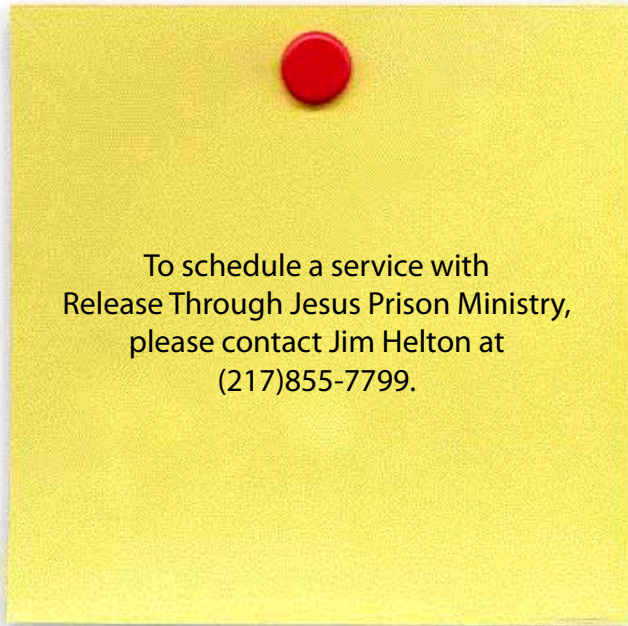 To schedule a service with
Release Through Jesus Prison Ministry,
please contact Jim Helton at
(217)855-7799.